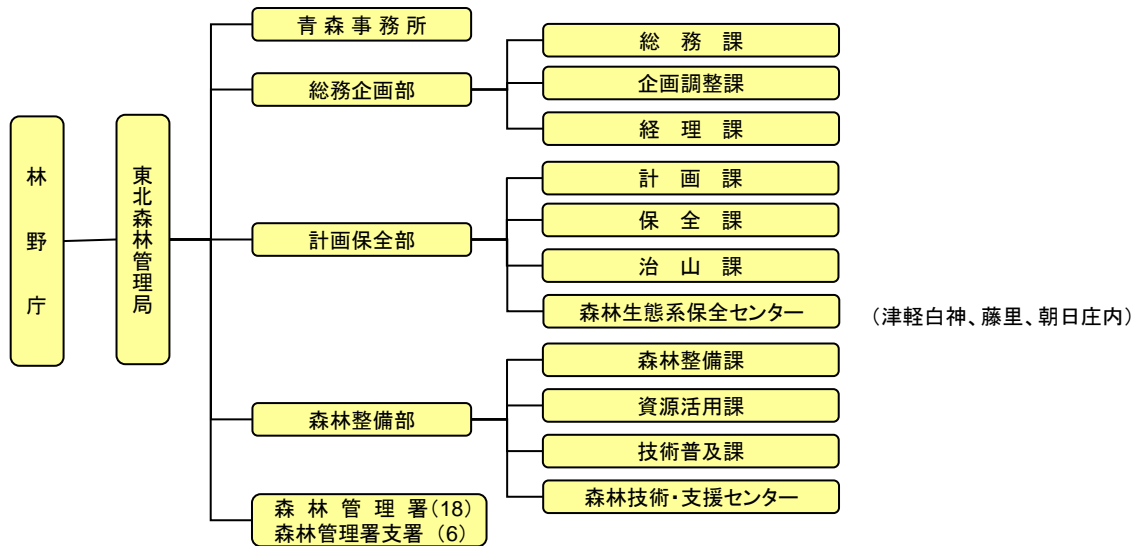 林野庁
東北森林管理局
青森事務所
総務企画部
総務課
企画調整課
経理課
計画保全部
計画課
保全課
治山課
森林生態系保全センター
（津軽白神、藤里、朝日庄内）
森林整備部
森林整備課
資源活用課
技術普及課
森林技術・支援センター
森林管理署(18)
森林管理署支署 (6)